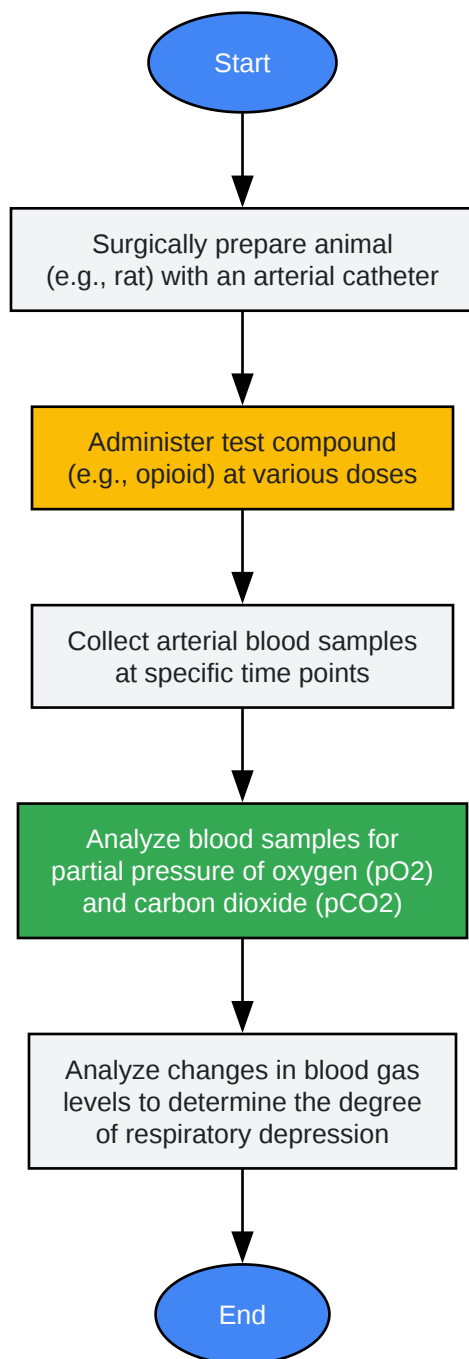 Start
Surgically prepare animal
(e.g., rat) with an arterial catheter
Administer test compound
(e.g., opioid) at various doses
Collect arterial blood samples
at specific time points
Analyze blood samples for
partial pressure of oxygen (pO2)
and carbon dioxide (pCO2)
Analyze changes in blood gas
levels to determine the degree
of respiratory depression
End